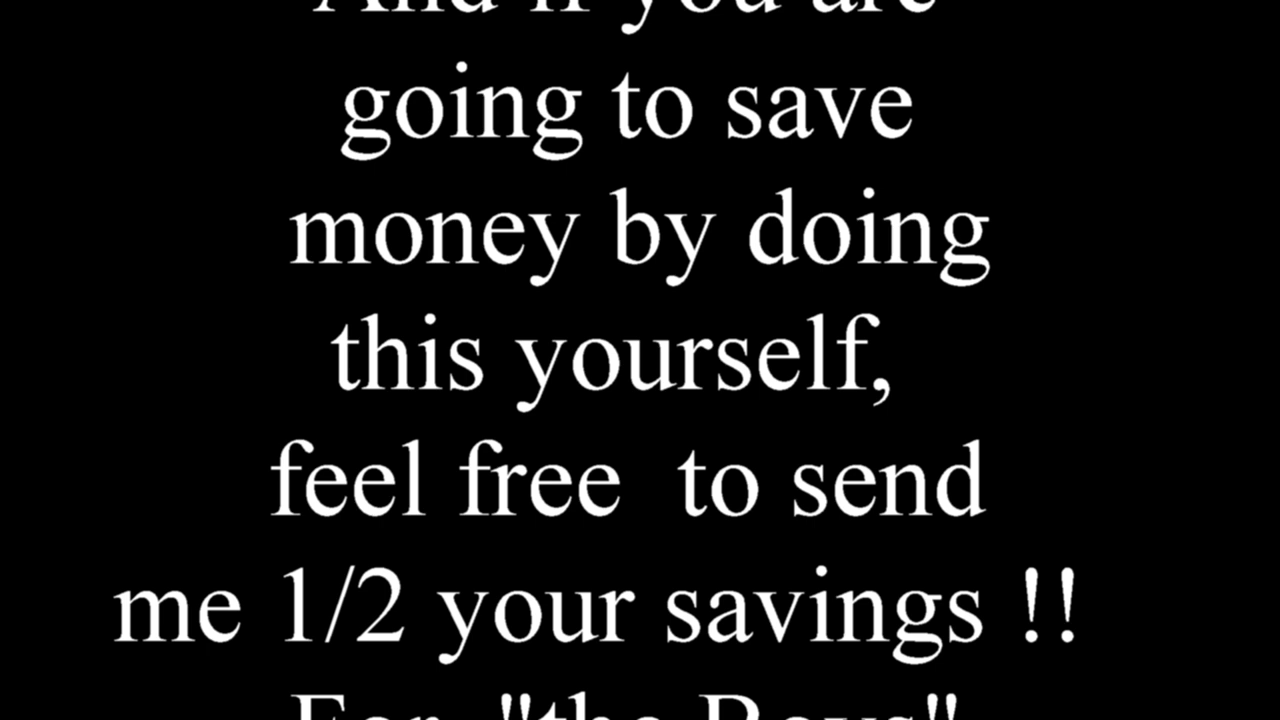 And if you are
going to save
money by doing
this yourself,
feel free  to send
me 1/2 your savings !!
For "the Boys"